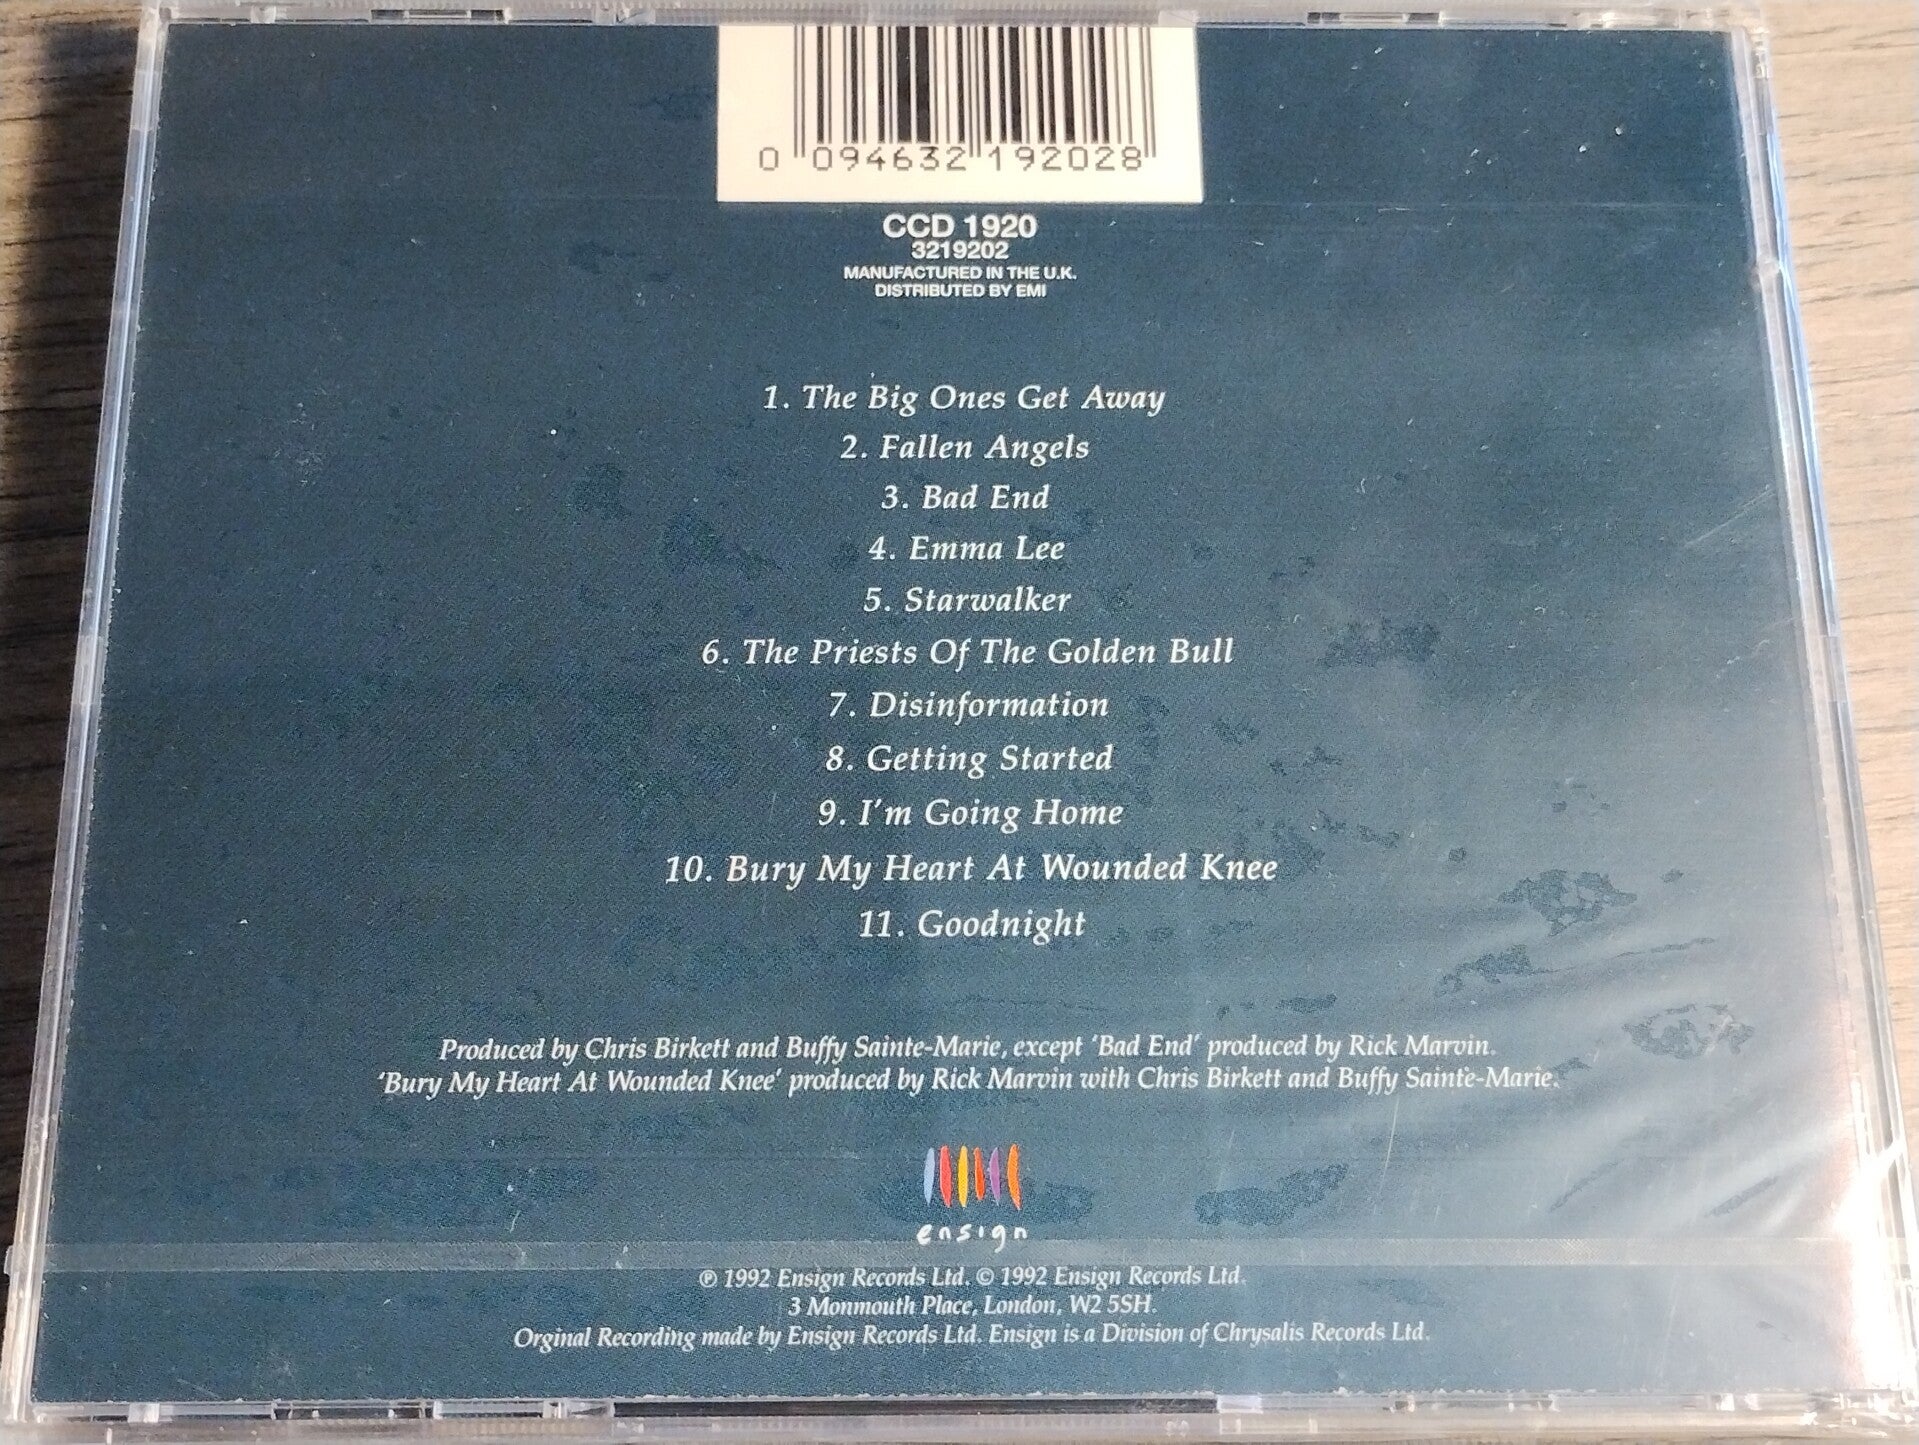 0 094632 192028
CCD 1920
3219202
MANUFACTURED IN THE U.K.
DISTRIBUTED BY EMI
1. The Big Ones Get Away
2. Fallen Angels
3. Bad End
4. Emma Lee
5. Starwalker
6. The Priests Of The Golden Bull
7. Disinformation
8. Getting Started
9. I'm Going Home
10. Bury My Heart At Wounded Knee
11. Goodnight
Produced by Chris Birkett and Buffy Sainte-Marie, except 'Bad End' produced by Rick Marvin.
'Bury My Heart At Wounded Knee' produced by Rick Marvin with Chris Birkett and Buffy Sainte-Marie.
ensign
℗ 1992 Ensign Records Ltd. © 1992 Ensign Records Ltd.
3 Monmouth Place, London, W2 5SH.
Orginal Recording made by Ensign Records Ltd. Ensign is a Division of Chrysalis Records Ltd.